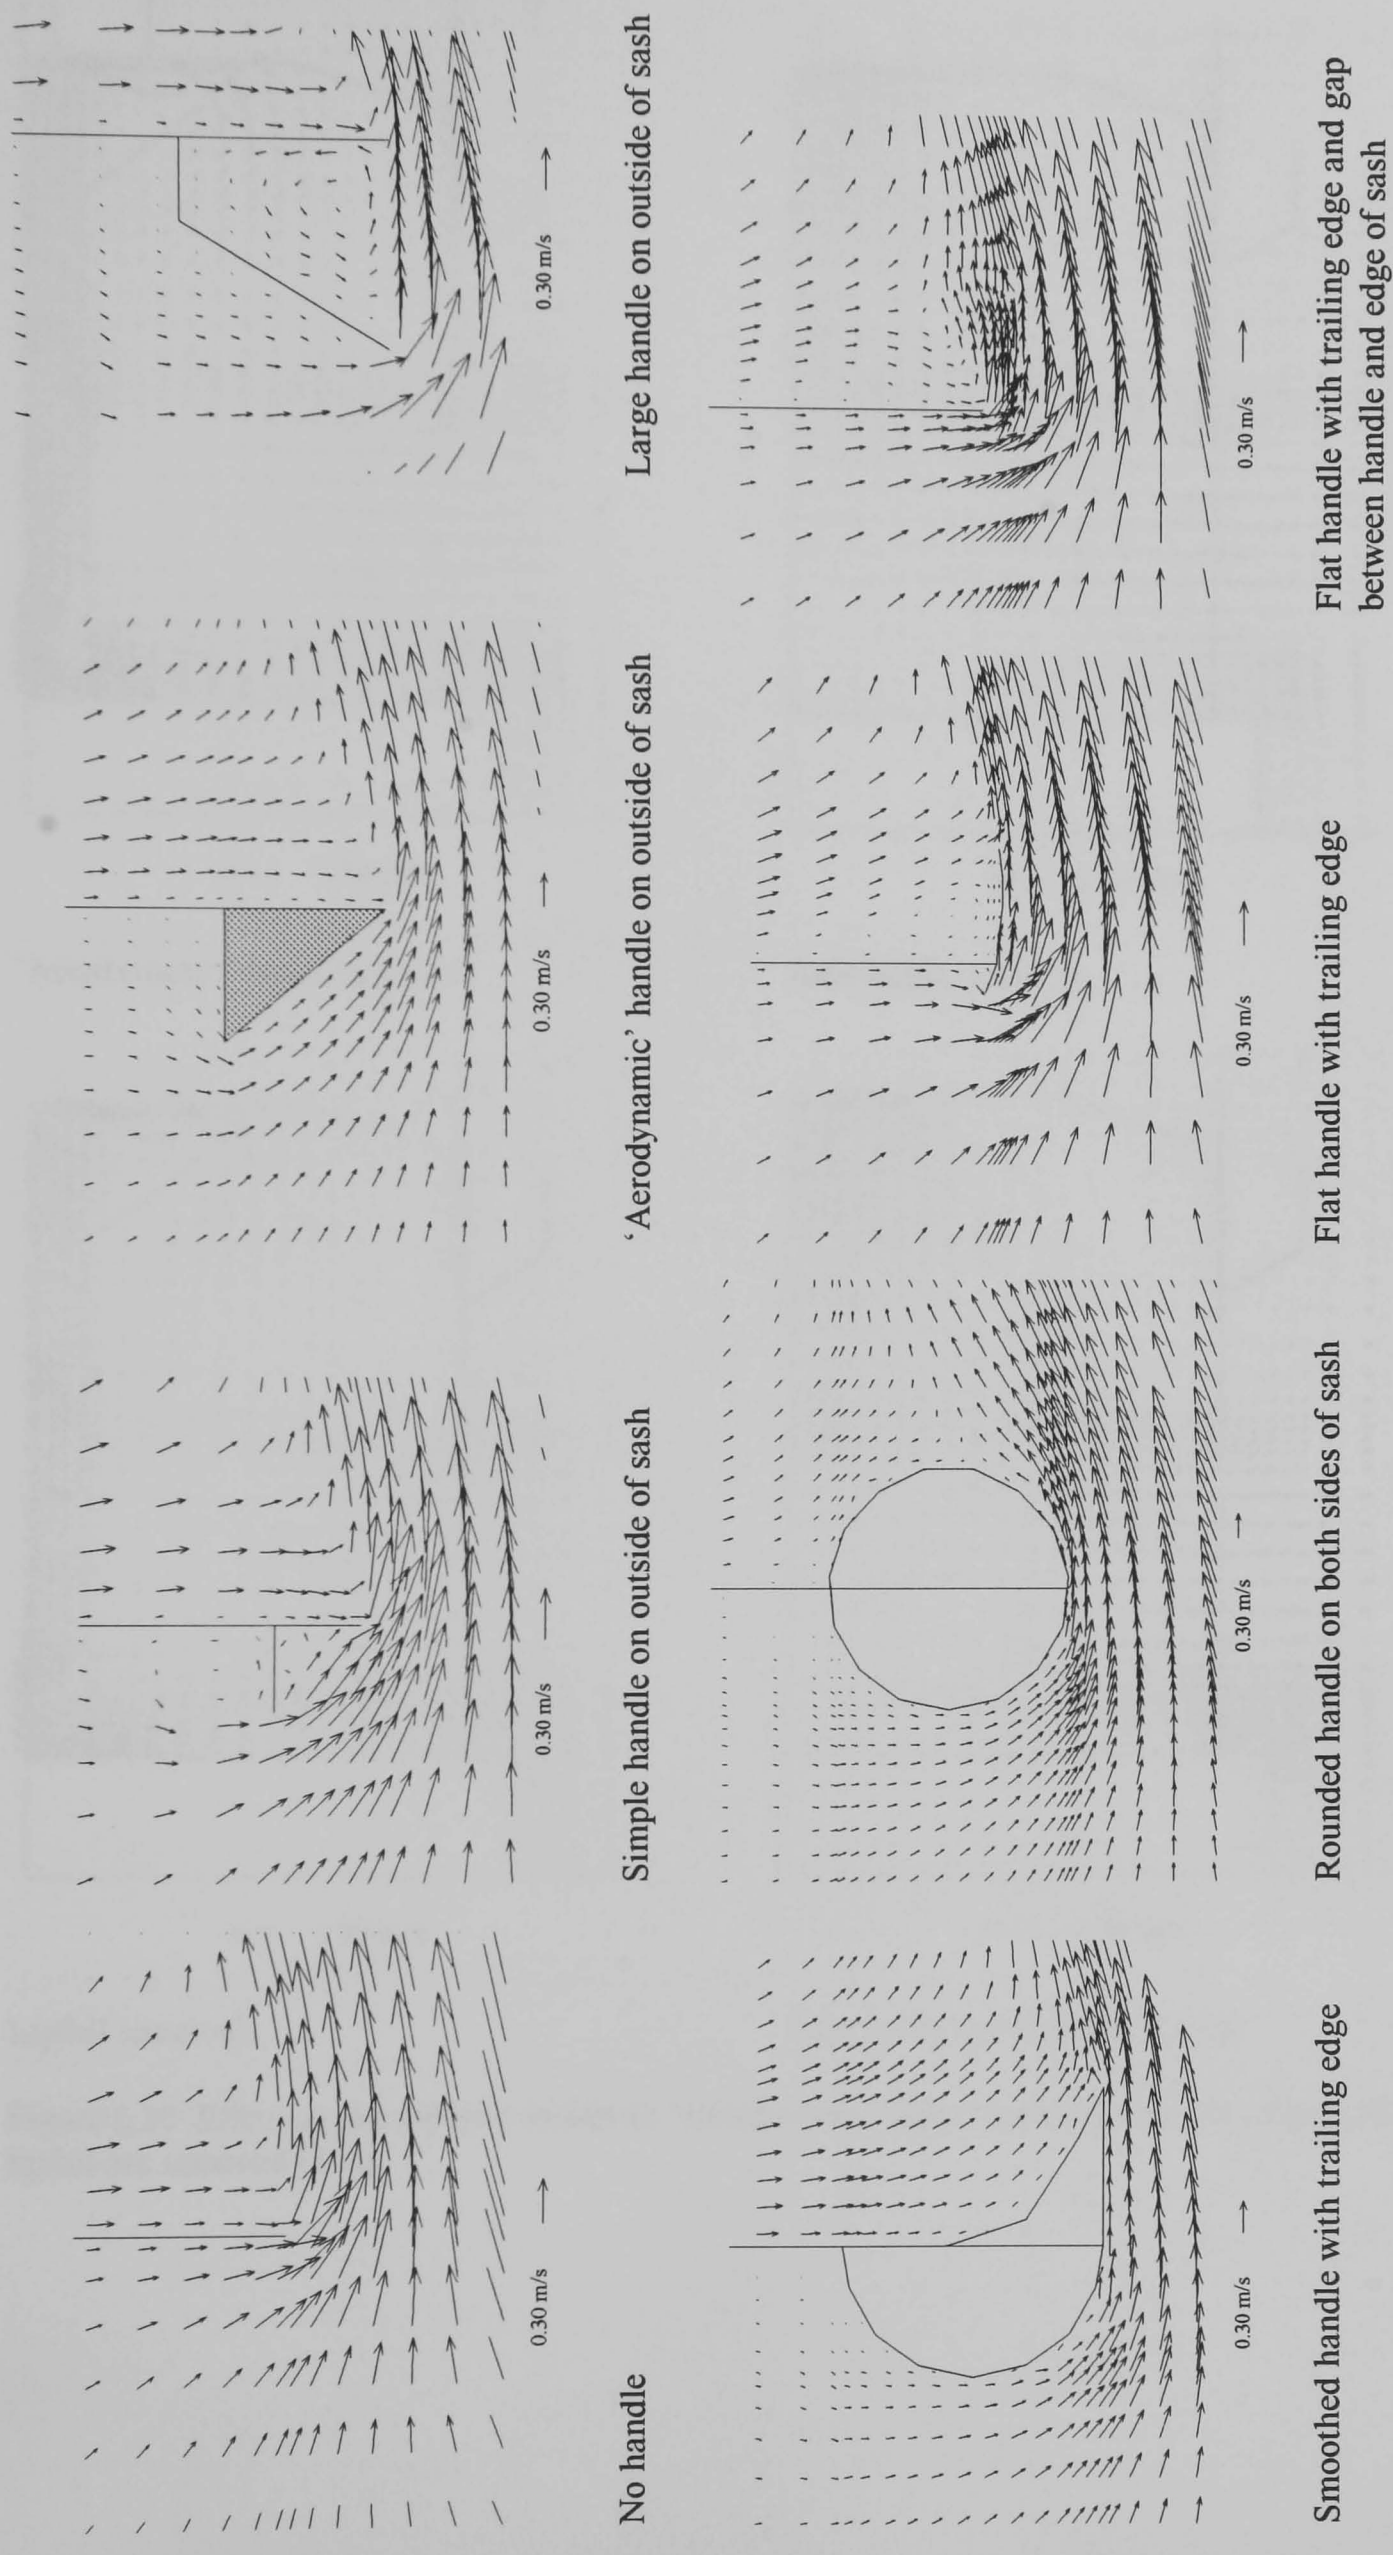 0.30 m/s
No handle
0.30 m/s
Simple handle on outside of sash
0.30 m/s
‘Aerodynamic’ handle on outside of sash
0.30 m/s
Large handle on outside of sash
0.30 m/s
Smoothed handle with trailing edge
0.30 m/s
Rounded handle on both sides of sash
0.30 m/s
Flat handle with trailing edge
0.30 m/s
Flat handle with trailing edge and gap
between handle and edge of sash